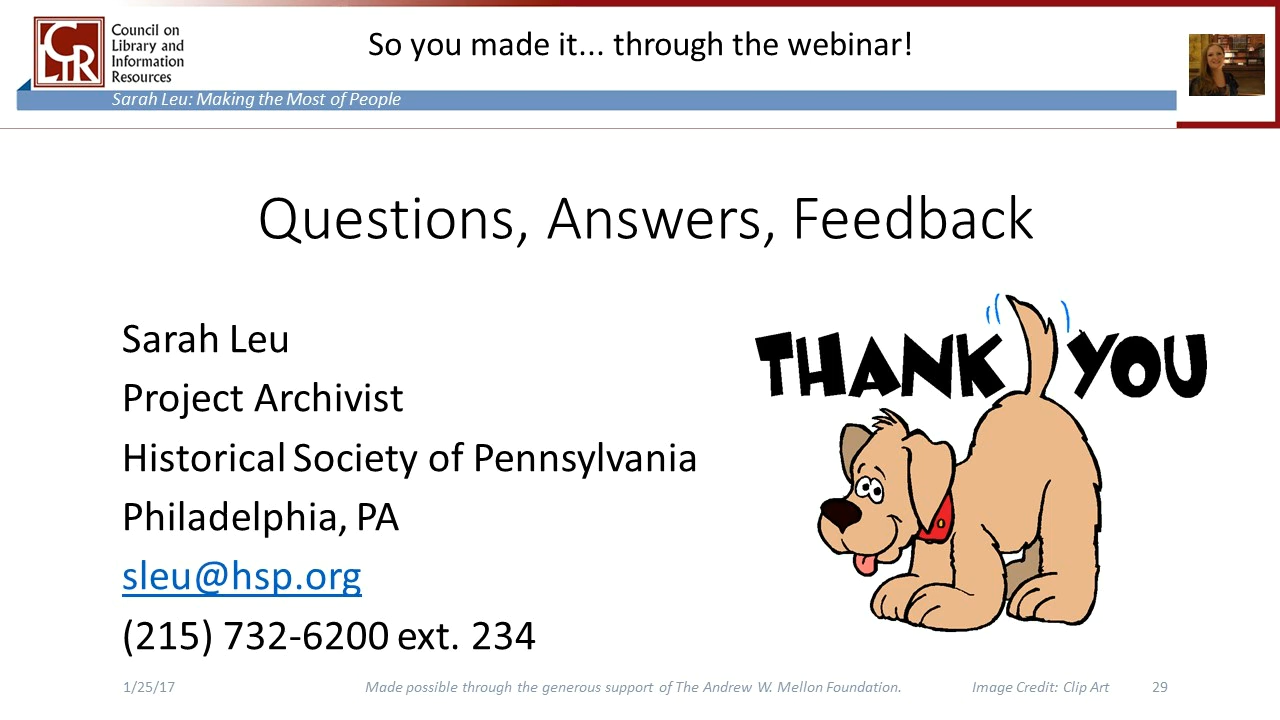 CLIR
Council on
Library and
Information
Resources
So you made it... through the webinar!
Sarah Leu: Making the Most of People
Questions, Answers, Feedback
Sarah Leu
Project Archivist
Historical Society of Pennsylvania
Philadelphia, PA
sleu@hsp.org
(215) 732-6200 ext. 234
THANK YOU
1/25/17
Made possible through the generous support of The Andrew W. Mellon Foundation.
Image Credit: Clip Art
29